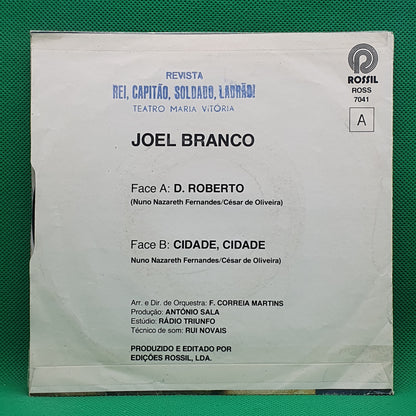 REVISTA
REI, CAPITÃO, SOLDADO, LADRÃO!
TEATRO MARIA VITÓRIA
ROSSIL
ROSS
7041
A
JOEL BRANCO
Face A: D. ROBERTO
(Nuno Nazareth Fernandes/César de Oliveira)
Face B: CIDADE, CIDADE
Nuno Nazareth Fernandes/César de Oliveira)
Arr. e Dir. de Orquestra: F. CORREIA MARTINS
Produção: ANTÓNIO SALA
Estúdio: RÁDIO TRIUNFO
Técnico de som: RUI NOVAIS
PRODUZIDO E EDITADO POR
EDIÇÕES ROSSIL, LDA.